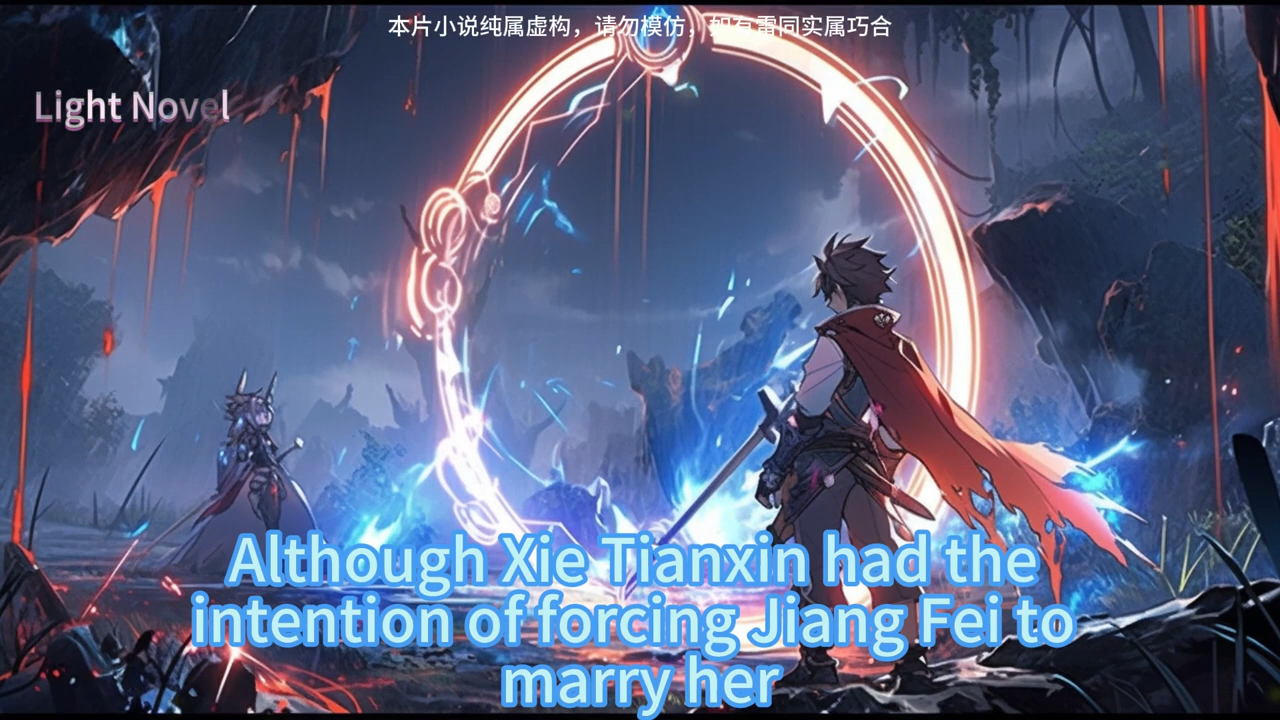 本片小说纯属虚构，请勿模仿，如有雷同实属巧合
Light Novel
Although Xie Tianxin had the
intention of forcing Jiang Fei to
marry her